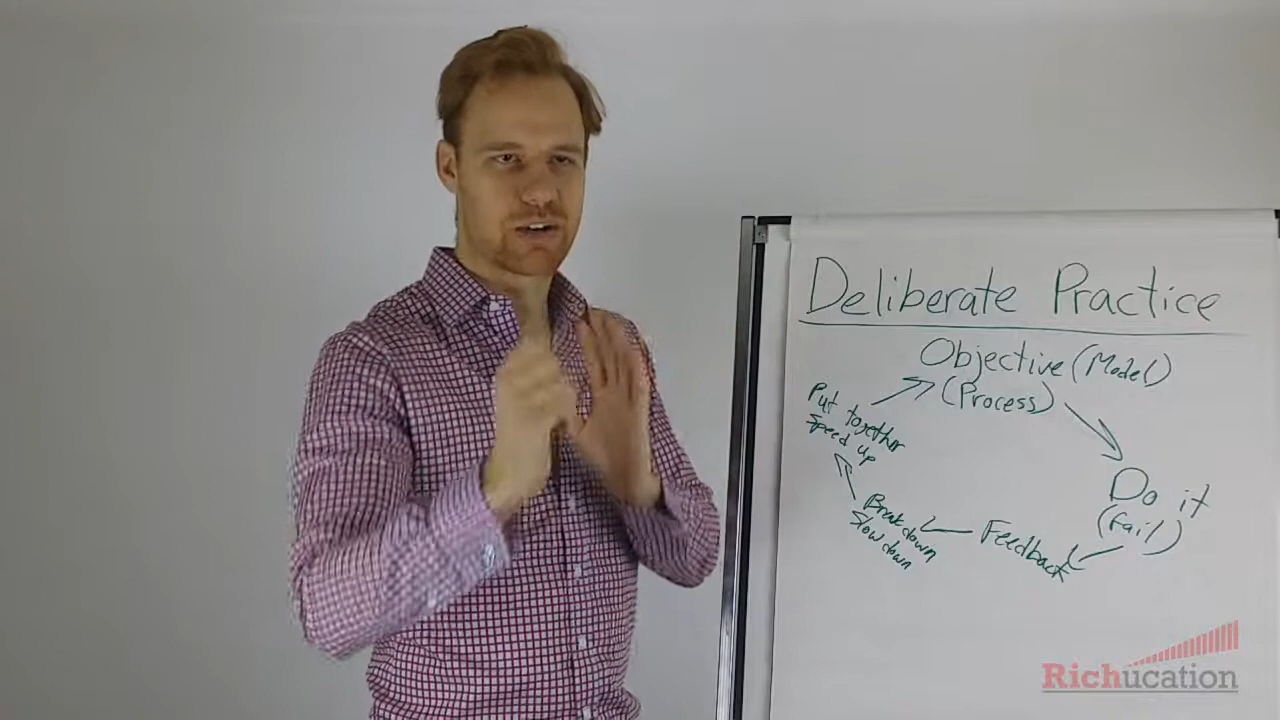 Deliberate Practice
Objective (Model)
(Process)
Put together
Speed Up
Do it
(Fail)
Feedback
Break down
Slow down
Richucation